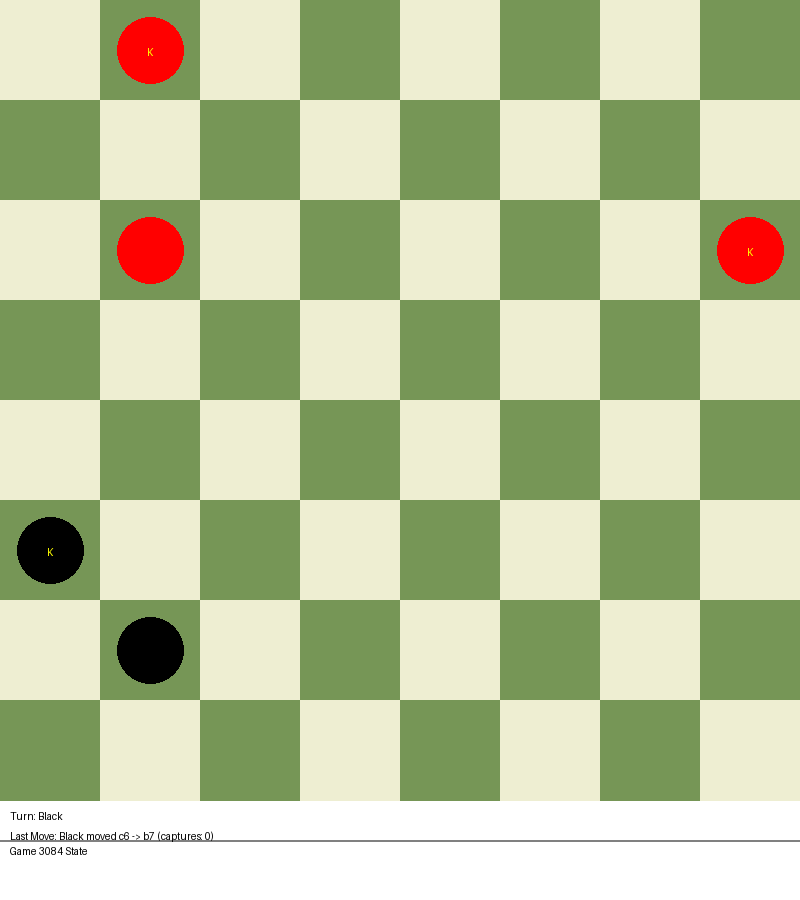 K
K
K
Turn: Black
Last Move: Black moved c6 -> b7 (captures: 0)
Game 3084 State